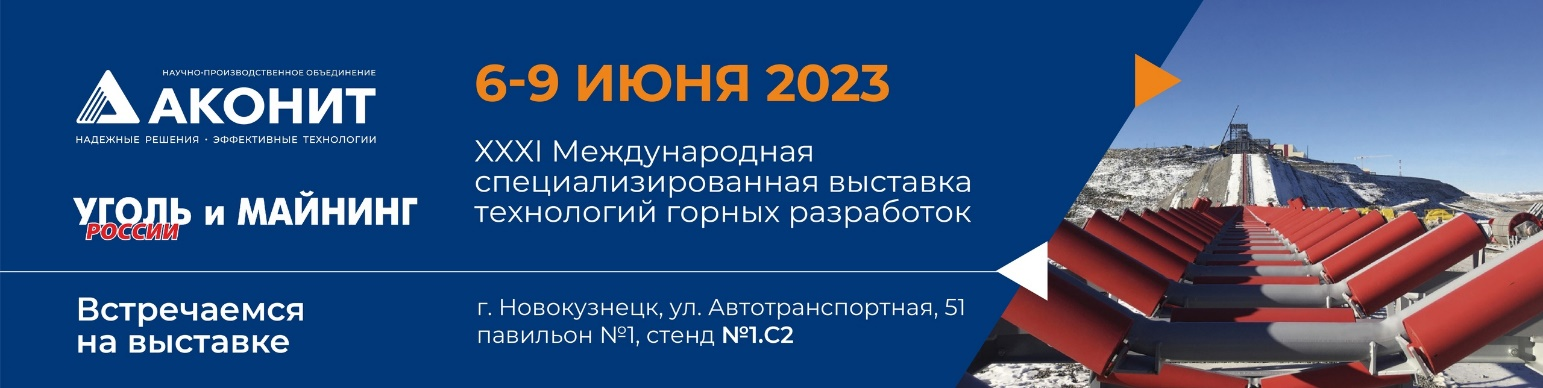 НАУЧНО-ПРОИЗВОДСТВЕННОЕ ОБЪЕДИНЕНИЕ
АКОНИТ
НАДЕЖНЫЕ РЕШЕНИЯ · ЭФФЕКТИВНЫЕ ТЕХНОЛОГИИ
УГОЛЬ и МАЙНИНГ
РОССИИ
6-9 ИЮНЯ 2023
XXXI Международная
специализированная выставка
технологий горных разработок
Встречаемся
на выставке
г. Новокузнецк, ул. Автотранспортная, 51
павильон №1, стенд №1.С2